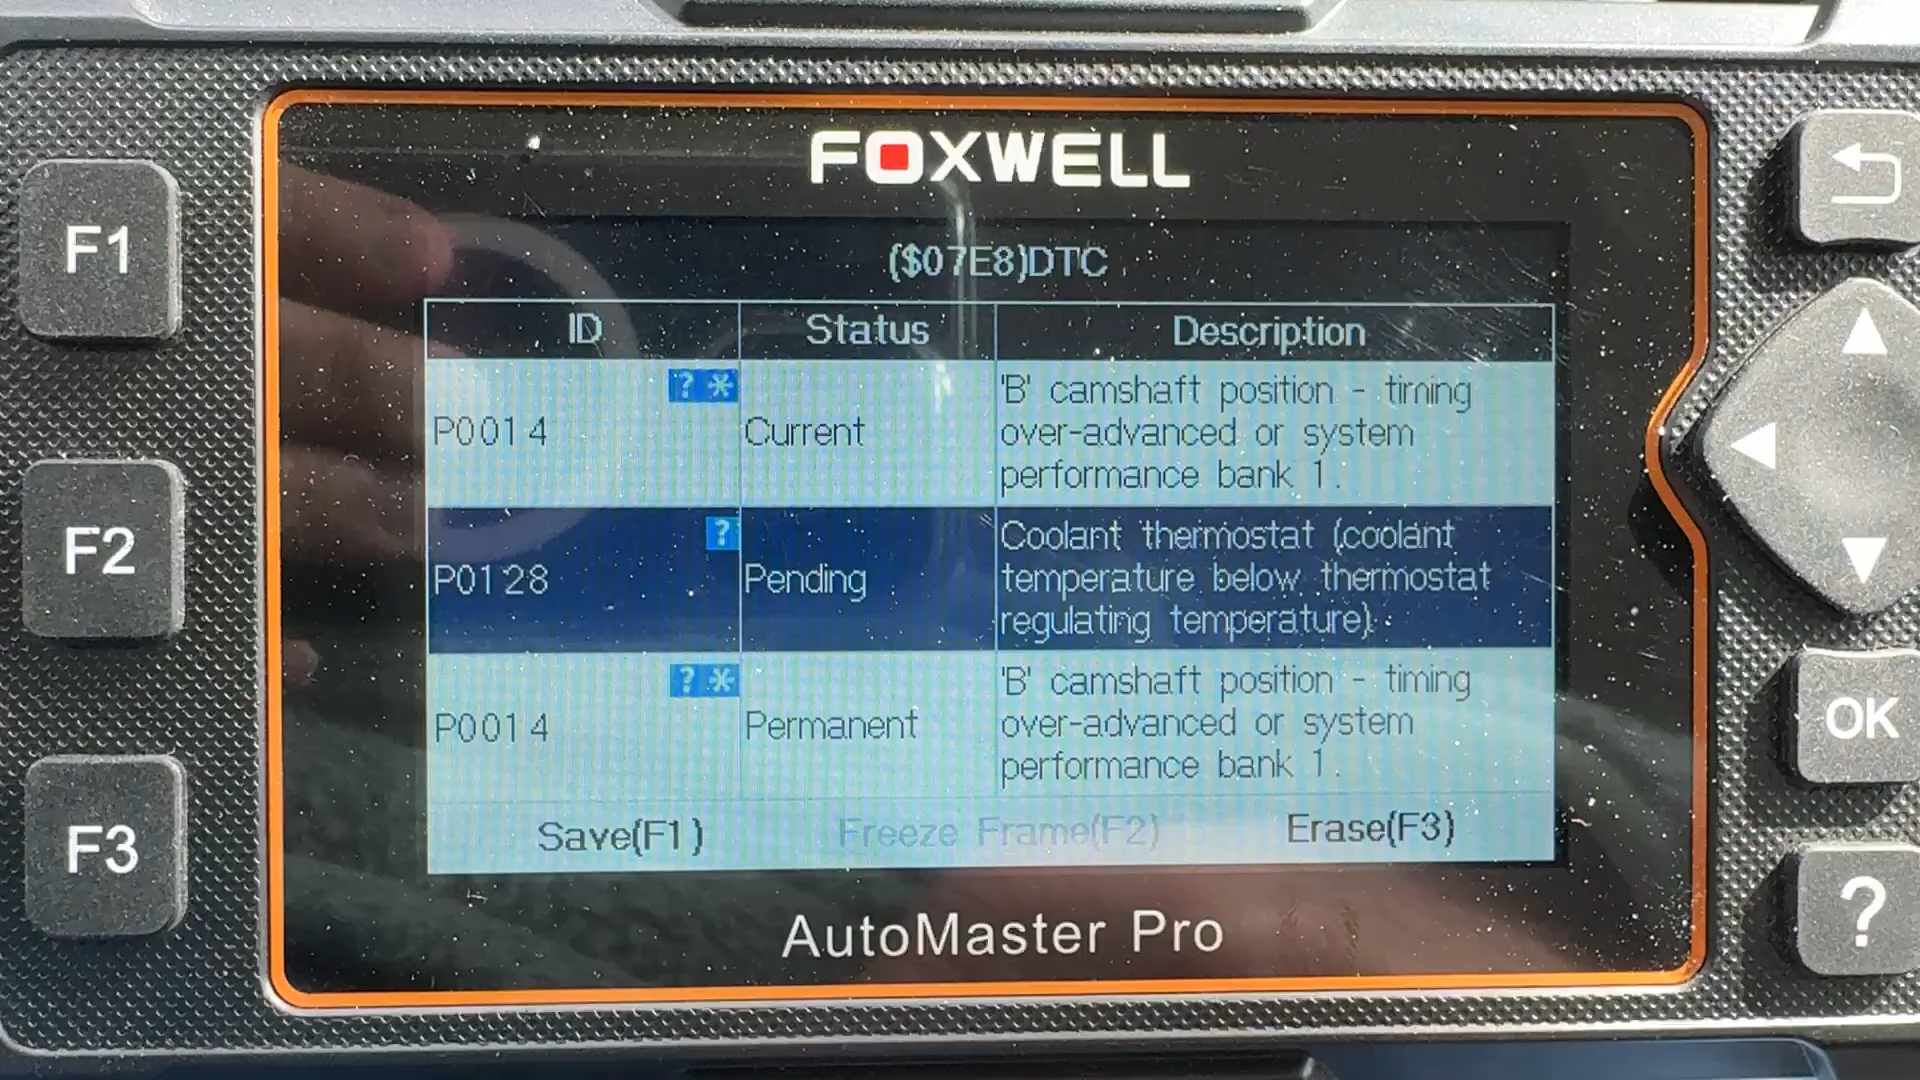 FOXWELL
($07E8)DTC
ID Status Description
P0014 ? * Current 'B' camshaft position - timing
over-advanced or system
performance bank 1.
P0128 ? Pending Coolant thermostat (coolant
temperature below thermostat
regulating temperature).
P0014 ? * Permanent 'B' camshaft position - timing
over-advanced or system
performance bank 1.
Save(F1) Freeze Frame(F2) Erase(F3)
AutoMaster Pro
F1
F2
F3
OK
?